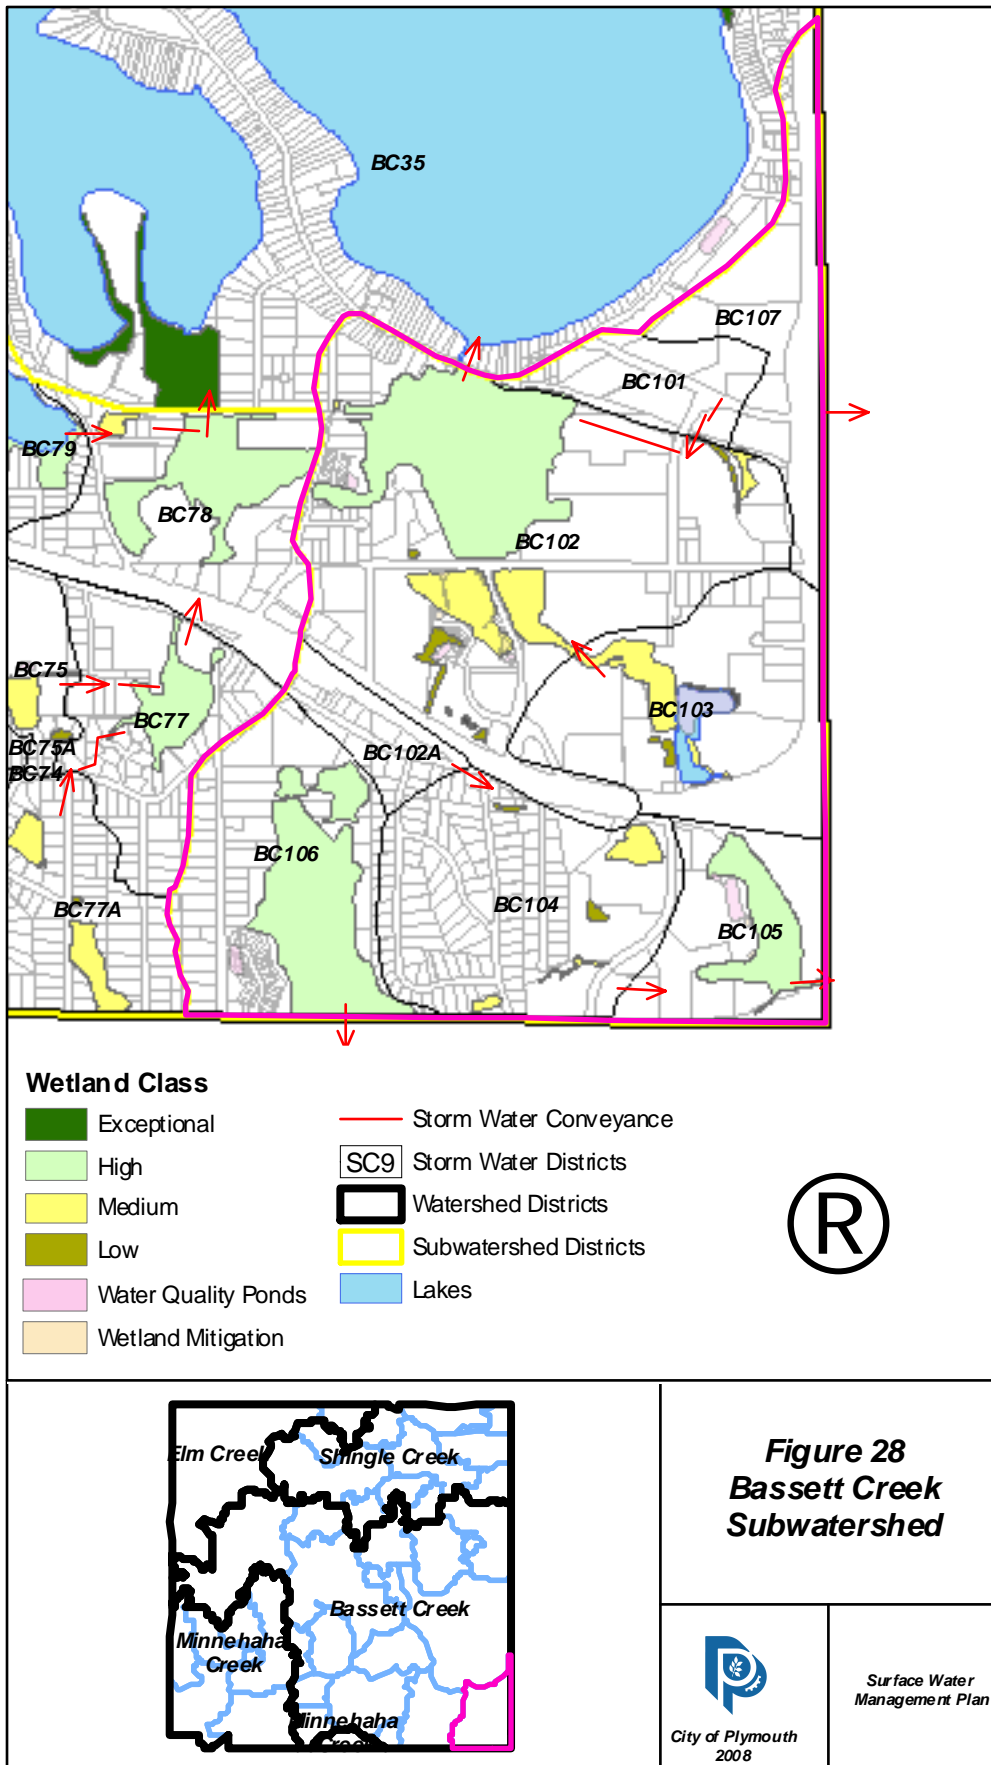 BC35
BC107
BC101
BC79
BC78
BC102
BC75
BC103
BC77
BC75A
BC102A
BC74
BC106
BC77A
BC104
BC105
Wetland Class
Exceptional
High
Medium
Low
Water Quality Ponds
Wetland Mitigation
Storm Water Conveyance
SC9 Storm Water Districts
Watershed Districts
Subwatershed Districts
Lakes
R
Elm Creek
Shingle Creek
Bassett Creek
Minnehaha
Creek
Minnehaha
Creek
Figure 28
Bassett Creek
Subwatershed
City of Plymouth
2008
Surface Water
Management Plan